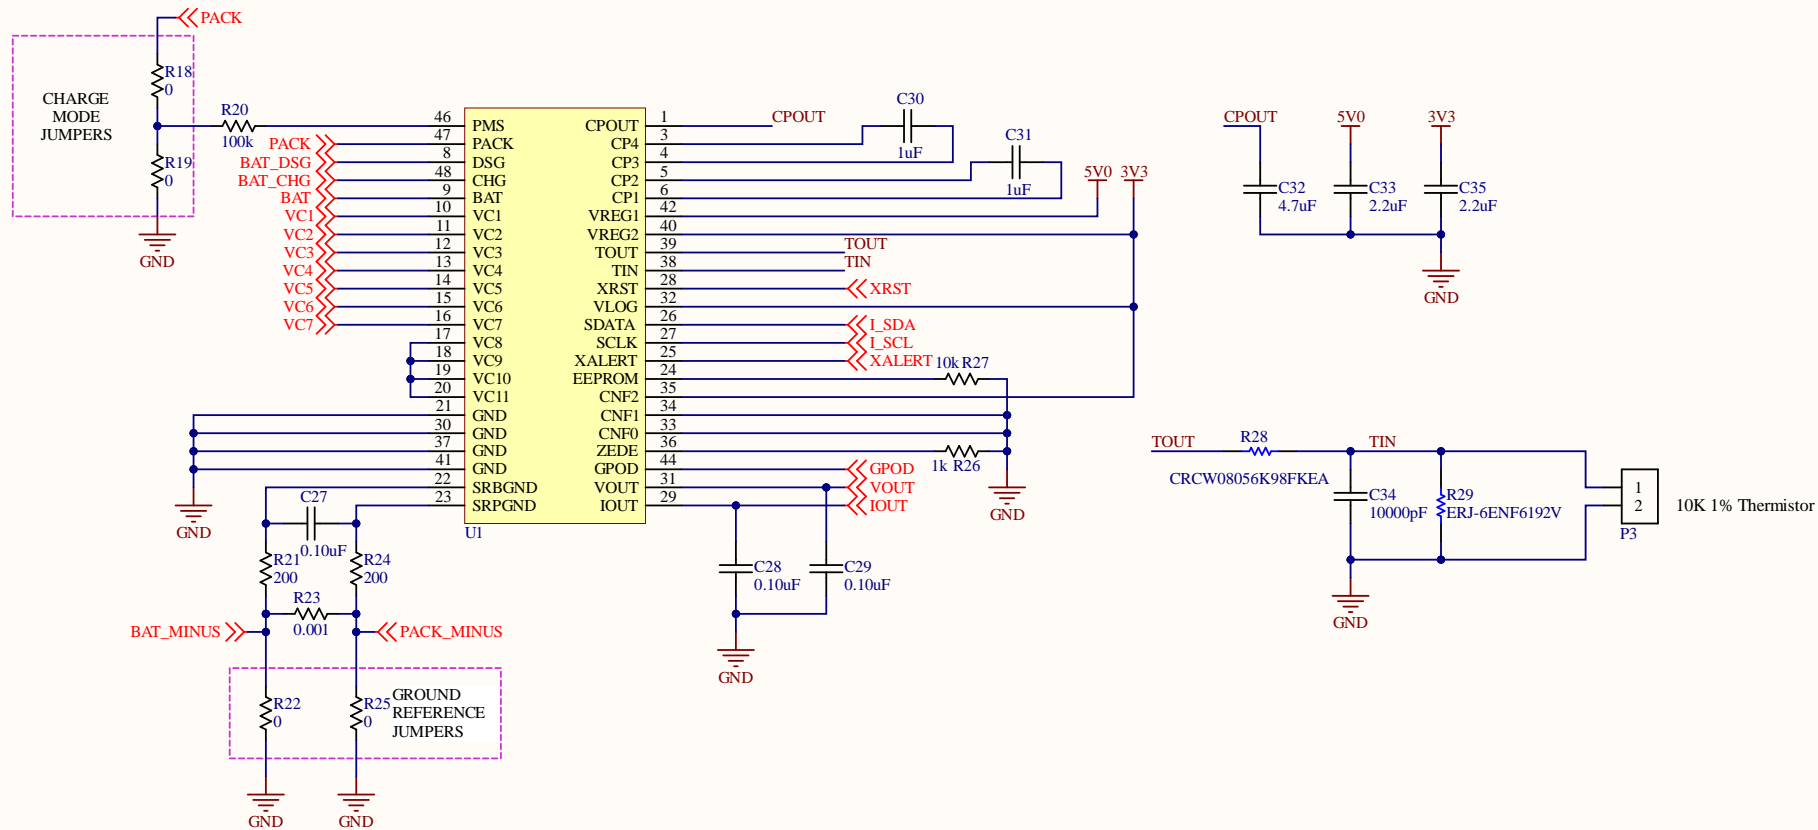 PACK
CHARGE
MODE
JUMPERS
R18
0
R19
0
GND
R20
100k
PACK
BAT_DSG
BAT_CHG
BAT
VC1
VC2
VC3
VC4
VC5
VC6
VC7
46 PMS
47 PACK
8 DSG
48 CHG
9 BAT
10 VC1
11 VC2
12 VC3
13 VC4
14 VC5
15 VC6
16 VC7
17 VC8
18 VC9
19 VC10
20 VC11
21 GND
30 GND
37 GND
41 GND
22 SRBGND
23 SRPGND
CPOUT 1
CP4 3
CP3 4
CP2 5
CP1 6
VREG1 42
VREG2 40
TOUT 39
TIN 38
XRST 28
VLOG 32
SDATA 26
SCLK 27
XALERT 25
EEPROM 24
CNF2 35
CNF1 34
CNF0 33
ZEDE 36
GPOD 44
VOUT 31
IOUT 29
U1
CPOUT
C30
1uF
C31
1uF
5V0
3V3
TOUT
TIN
XRST
I_SDA
I_SCL
XALERT
10k R27
1k R26
GPOD
VOUT
IOUT
GND
GND
C27
0.10uF
R21
200
R24
200
R23
0.001
BAT_MINUS
PACK_MINUS
R22
0
R25
0
GROUND
REFERENCE
JUMPERS
GND
GND
C28
0.10uF
C29
0.10uF
GND
CPOUT
5V0
3V3
C32
4.7uF
C33
2.2uF
C35
2.2uF
GND
TOUT
R28
TIN
CRCW08056K98FKEA
C34
10000pF
R29
ERJ-6ENF6192V
1
2
P3
10K 1% Thermistor
GND